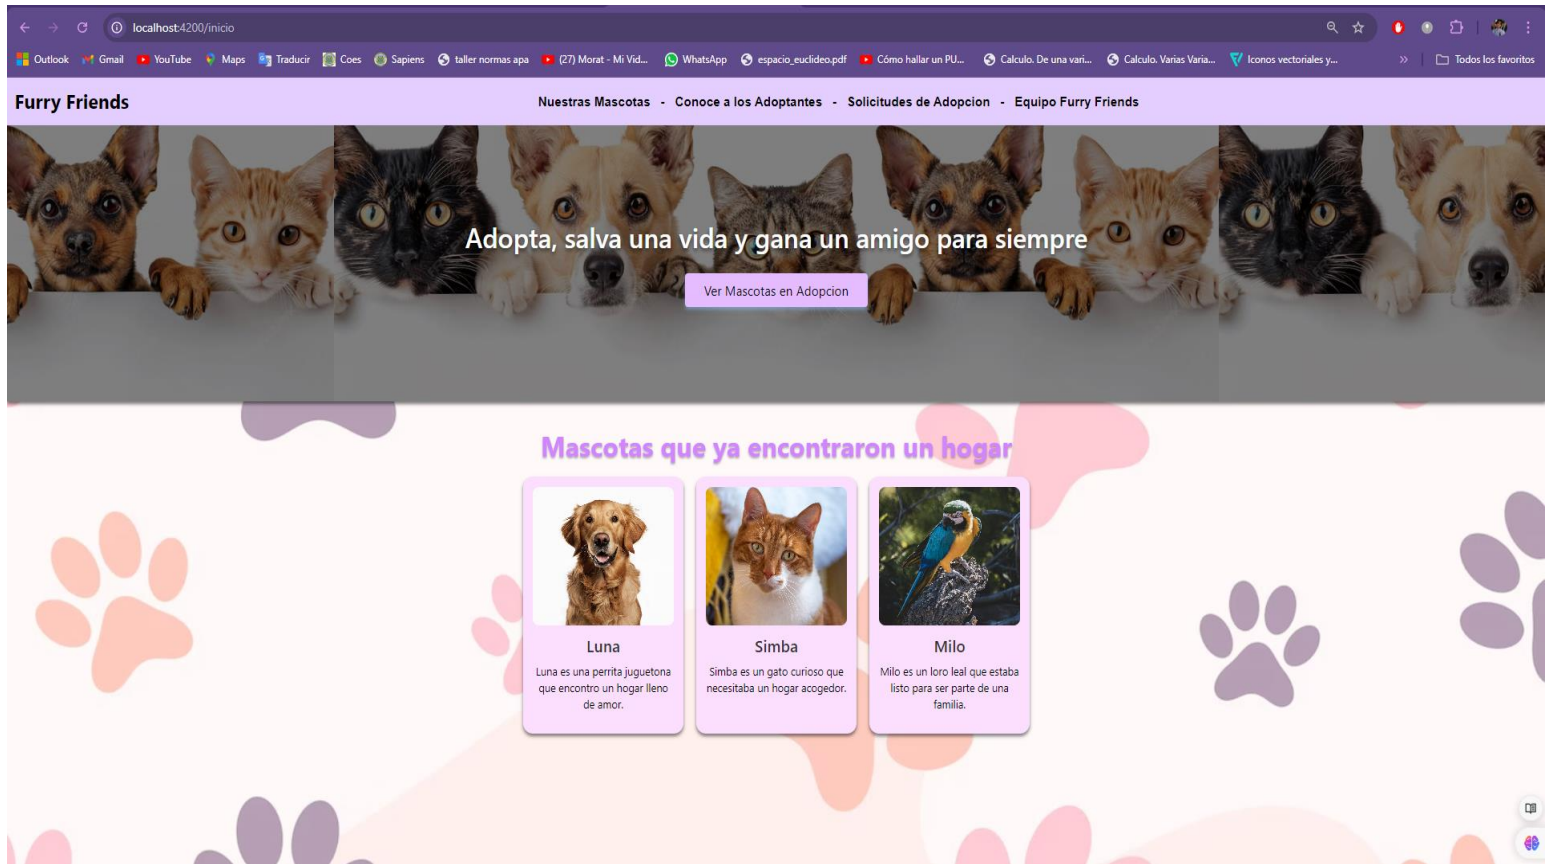 localhost:4200/inicio
Outlook Gmail YouTube Maps Traducir Coes Sapiens taller normas apa (27) Morat - Mi Vid... WhatsApp espacio_euclideo.pdf Cómo hallar un PU... Calculo. De una vari... Calculo. Varias Varia... Iconos vectoriales y... » Todos los favoritos
Furry Friends Nuestras Mascotas - Conoce a los Adoptantes - Solicitudes de Adopcion - Equipo Furry Friends
Adopta, salva una vida y gana un amigo para siempre
Ver Mascotas en Adopcion
Mascotas que ya encontraron un hogar
Luna
Luna es una perrita juguetona
que encontro un hogar lleno
de amor.
Simba
Simba es un gato curioso que
necesitaba un hogar acogedor.
Milo
Milo es un loro leal que estaba
listo para ser parte de una
familia.